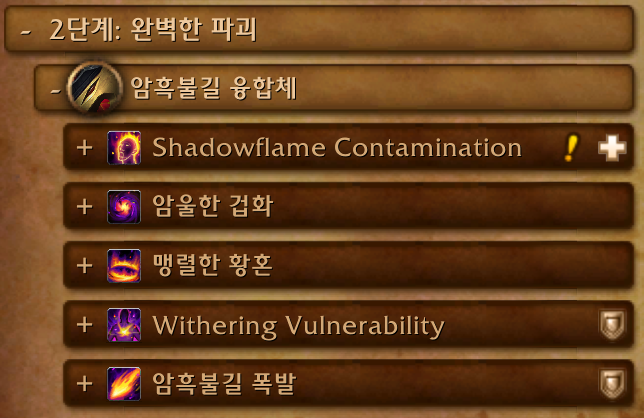 - 2단계: 완벽한 파괴
- 암흑불길 융합체
+ Shadowflame Contamination
+ 암울한 겁화
+ 맹렬한 황혼
+ Withering Vulnerability
+ 암흑불길 폭발